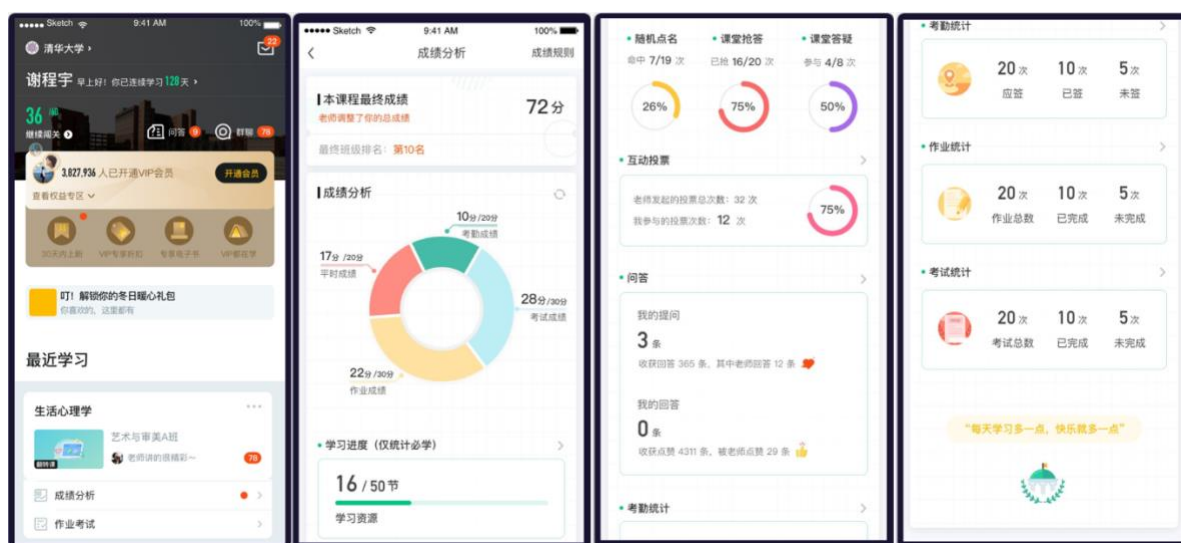 Sketch 9:41 AM 100%
清华大学 ›
22
谢程宇 早上好！你已连续学习128天 ›
36 关
继续闯关
问答 9
群聊 76
3,827,936 人已开通VIP会员
开通会员
查看权益专区
30天内上新 VIP专享折扣 专享电子书 VIP都在学
叮！解锁你的冬日暖心礼包
你喜欢的，这里都有
最近学习
生活心理学
艺术与审美A班
翻转课
老师讲的很精彩～
76
成绩分析
作业考试
Sketch 9:41 AM 100%
成绩分析 成绩规则
本课程最终成绩
老师调整了你的总成绩
72分
最终班级排名：第10名
成绩分析
10分/20分
考勤成绩
17分 /20分
平时成绩
28分/30分
考试成绩
22分 /30分
作业成绩
学习进度（仅统计必学）
16 / 50 节
学习资源
随机点名 课堂抢答 课堂答疑
命中 7/19 次 已抢 16/20 次 参与 4/8 次
26% 75% 50%
互动投票
老师发起的投票总次数：32 次
我参与的投票次数：12 次
75%
问答
我的提问
3 条
收获回答 365 条，其中老师回答 12 条
我的回答
0 条
收获点赞 4311 条，被老师点赞 29 条
考勤统计
考勤统计
20次 10次 5次
应签 已签 未签
作业统计
20次 10次 5次
作业总数 已完成 未完成
考试统计
20次 10次 5次
考试总数 已完成 未完成
“每天学习多一点，快乐就多一点”